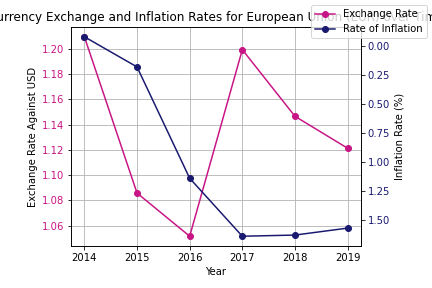 urrency Exchange and Inflation Rates for European Union
Exchange Rate
Rate of Inflation
1.20
1.18
1.16
1.14
1.12
1.10
1.08
1.06
Exchange Rate Against USD
0.00
0.25
0.50
0.75
1.00
1.25
1.50
Inflation Rate (%)
2014 2015 2016 2017 2018 2019
Year